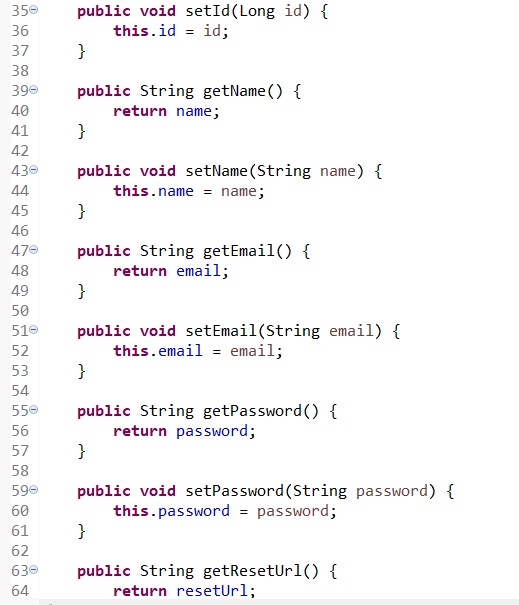 35 public void setId(Long id) {
36 this.id = id;
37 }
38
39 public String getName() {
40 return name;
41 }
42
43 public void setName(String name) {
44 this.name = name;
45 }
46
47 public String getEmail() {
48 return email;
49 }
50
51 public void setEmail(String email) {
52 this.email = email;
53 }
54
55 public String getPassword() {
56 return password;
57 }
58
59 public void setPassword(String password) {
60 this.password = password;
61 }
62
63 public String getResetUrl() {
64 return resetUrl;